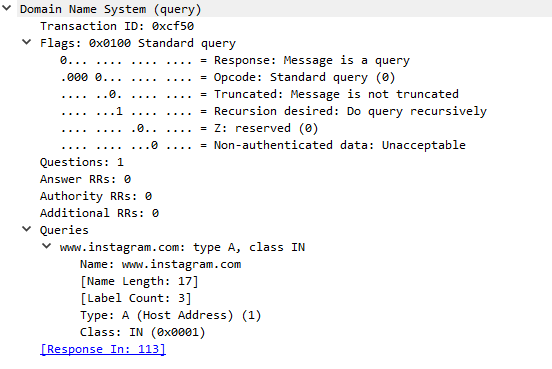 Domain Name System (query)
Transaction ID: 0xcf50
Flags: 0x0100 Standard query
0... .... .... .... = Response: Message is a query
.000 0... .... .... = Opcode: Standard query (0)
.... ..0. .... .... = Truncated: Message is not truncated
.... ...1 .... .... = Recursion desired: Do query recursively
.... .... .0.. .... = Z: reserved (0)
.... .... ...0 .... = Non-authenticated data: Unacceptable
Questions: 1
Answer RRs: 0
Authority RRs: 0
Additional RRs: 0
Queries
www.instagram.com: type A, class IN
Name: www.instagram.com
[Name Length: 17]
[Label Count: 3]
Type: A (Host Address) (1)
Class: IN (0x0001)
[Response In: 113]